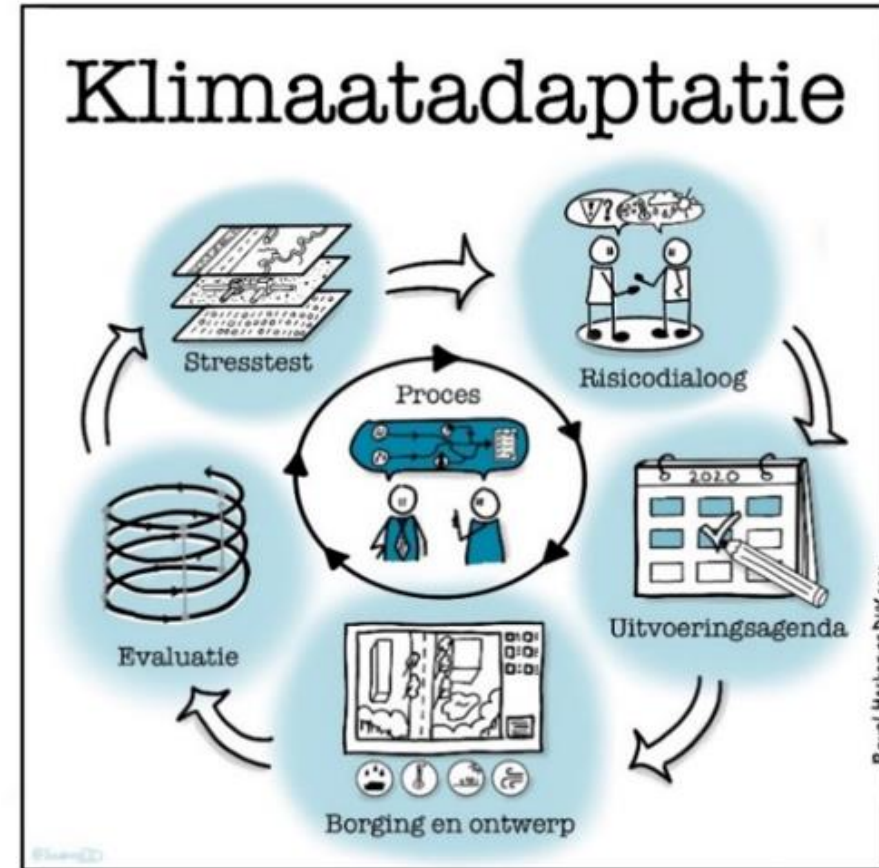 Klimaatadaptatie
Stresstest
Risicodialoog
Proces
2020
Uitvoeringsagenda
Evaluatie
Borging en ontwerp